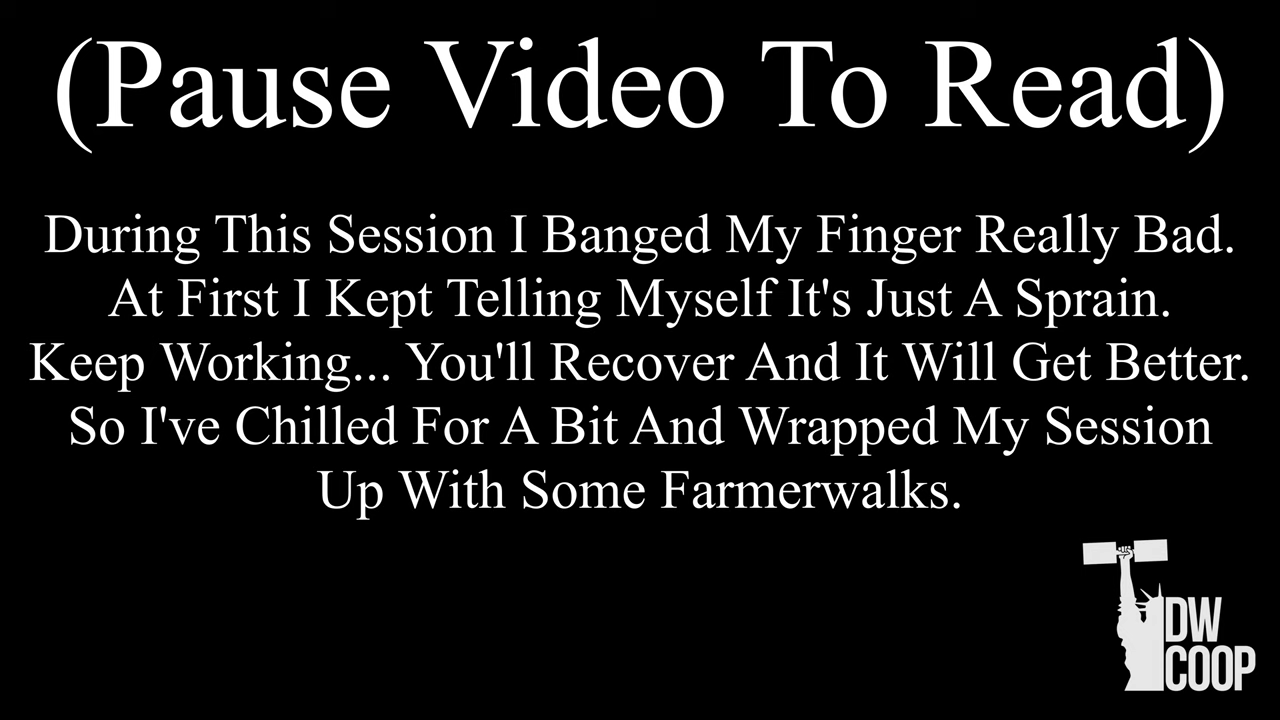 (Pause Video To Read)
During This Session I Banged My Finger Really Bad.
At First I Kept Telling Myself It's Just A Sprain.
Keep Working... You'll Recover And It Will Get Better.
So I've Chilled For A Bit And Wrapped My Session
Up With Some Farmerwalks.
DW
COOP